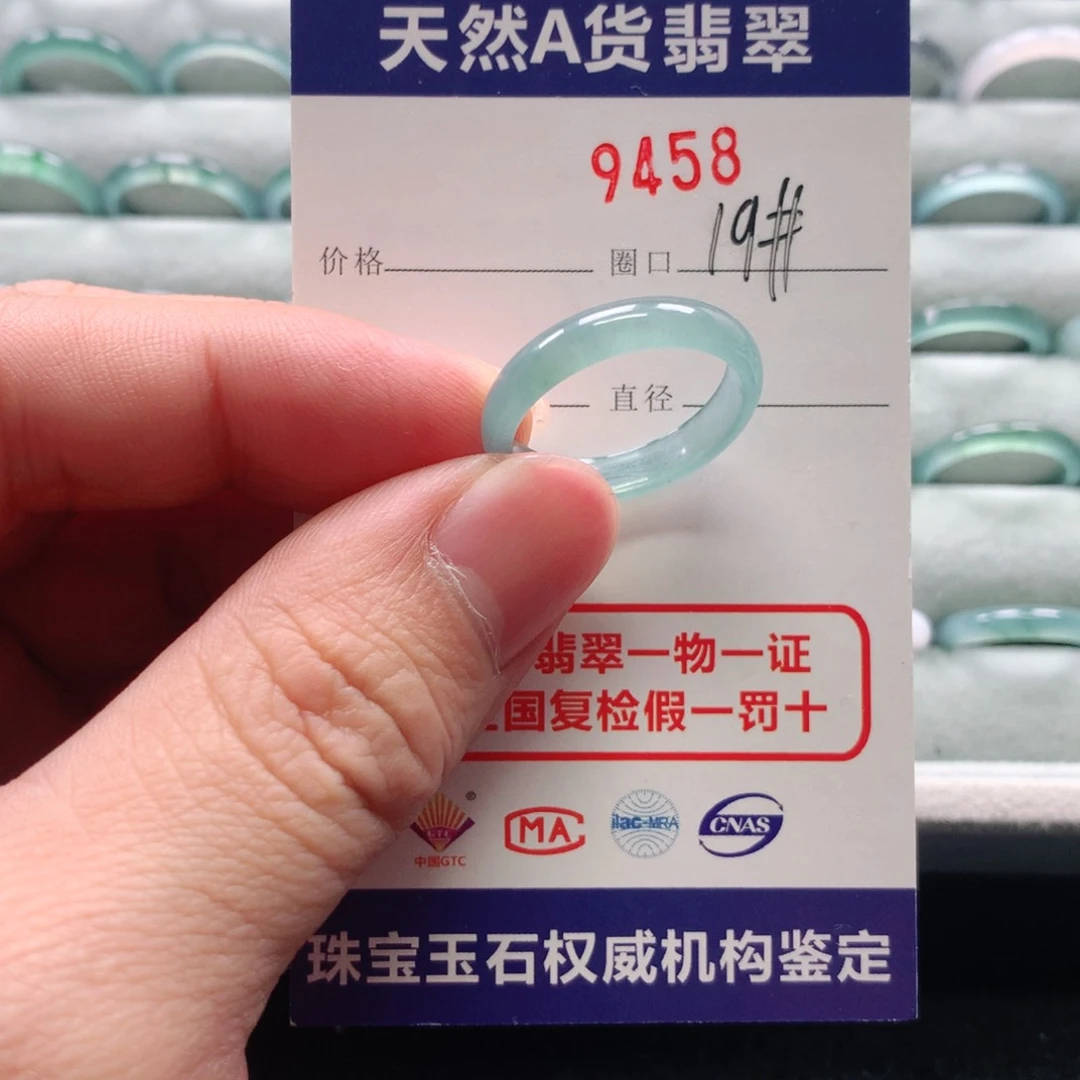 天然A货翡翠
9458
价格 圈口 19#
直径
翡翠一物一证
国复检假一罚十
GTC ® MA ilac-MRA CNAS
中国GTC
珠宝玉石权威机构鉴定